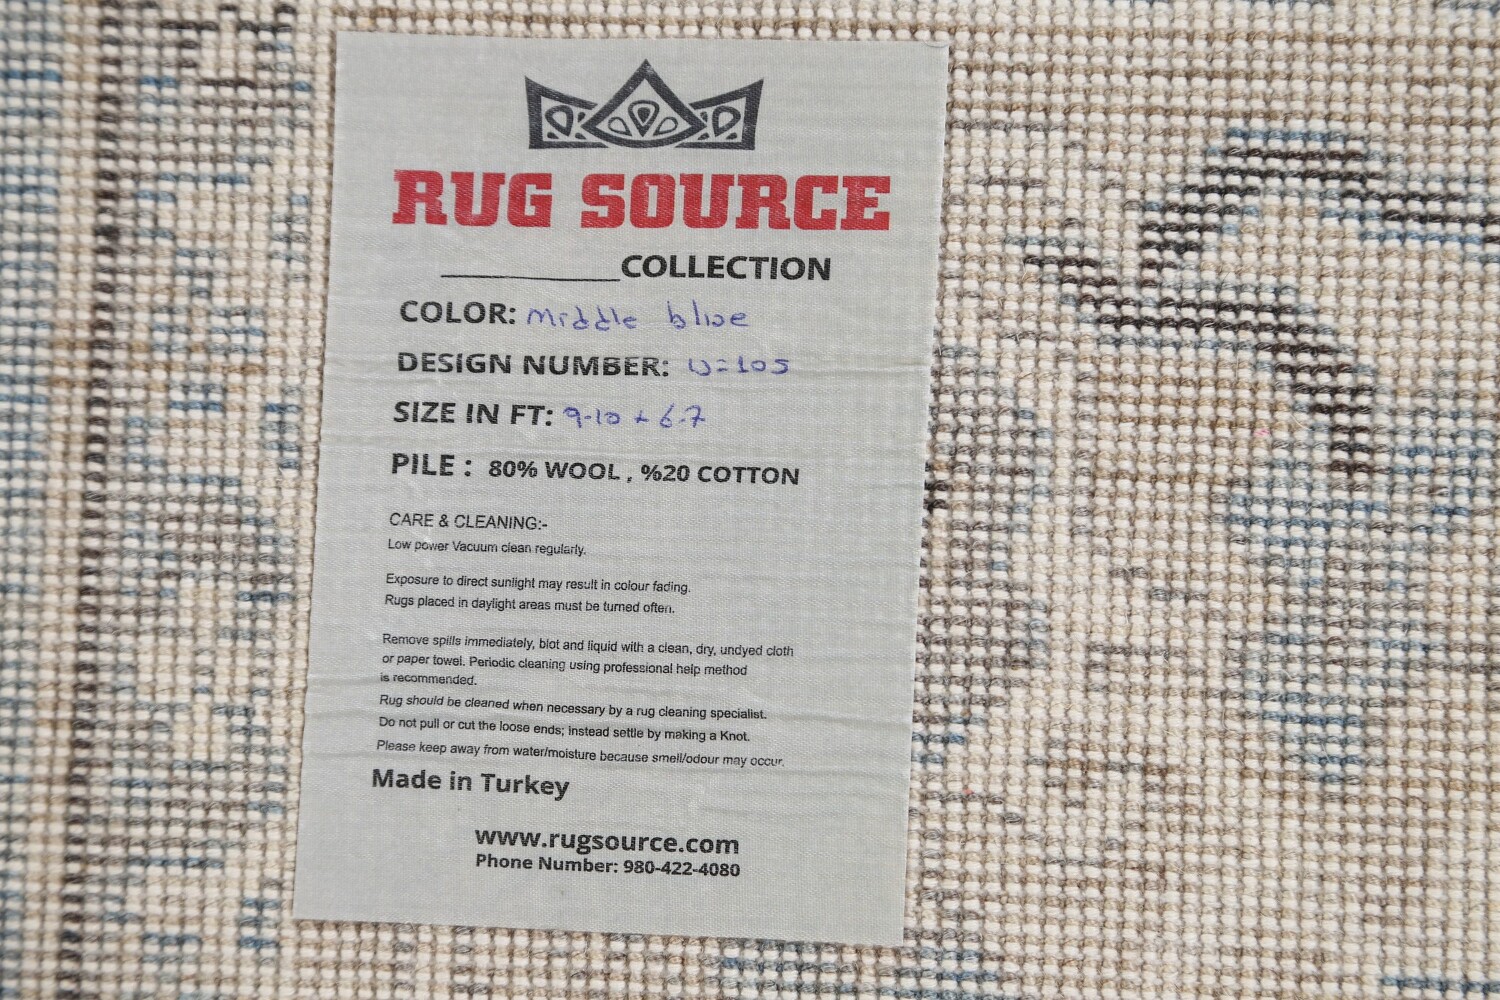 RUG SOURCE
__________COLLECTION
COLOR: middle blue
DESIGN NUMBER: U-105
SIZE IN FT: 9-10 + 6.7
PILE : 80% WOOL , %20 COTTON
CARE & CLEANING:-
Low power Vacuum clean regularly.
Exposure to direct sunlight may result in colour fading.
Rugs placed in daylight areas must be turned often.
Remove spills immediately, blot and liquid with a clean, dry, undyed cloth
or paper towel. Periodic cleaning using professional help method
is recommended.
Rug should be cleaned when necessary by a rug cleaning specialist.
Do not pull or cut the loose ends; instead settle by making a Knot.
Please keep away from water/moisture because smell/odour may occur.
Made in Turkey
www.rugsource.com
Phone Number: 980-422-4080